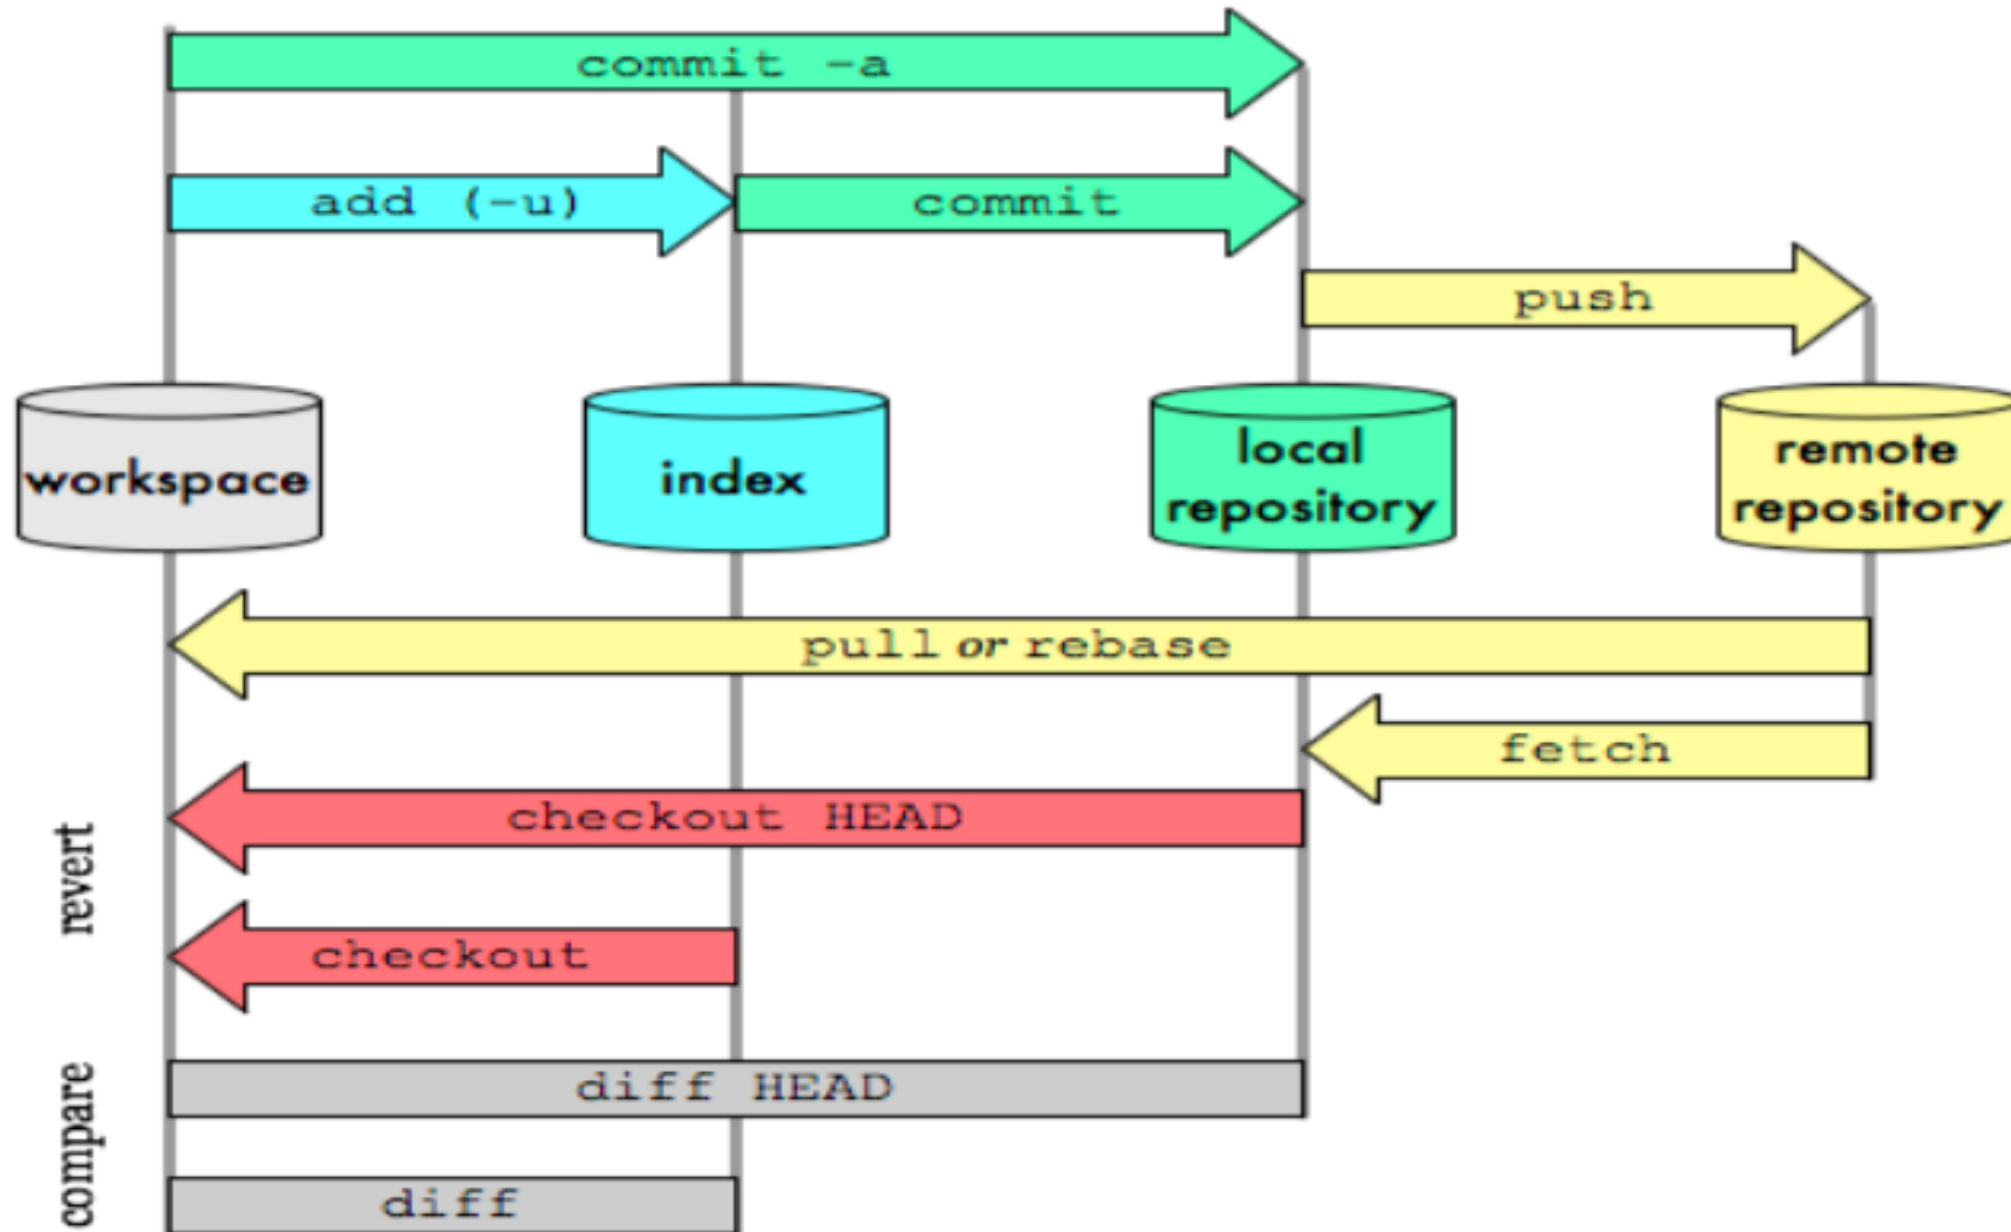 commit -a
add (-u)
commit
push
workspace
index
local
repository
remote
repository
pull or rebase
fetch
revert
checkout HEAD
checkout
compare
diff HEAD
diff